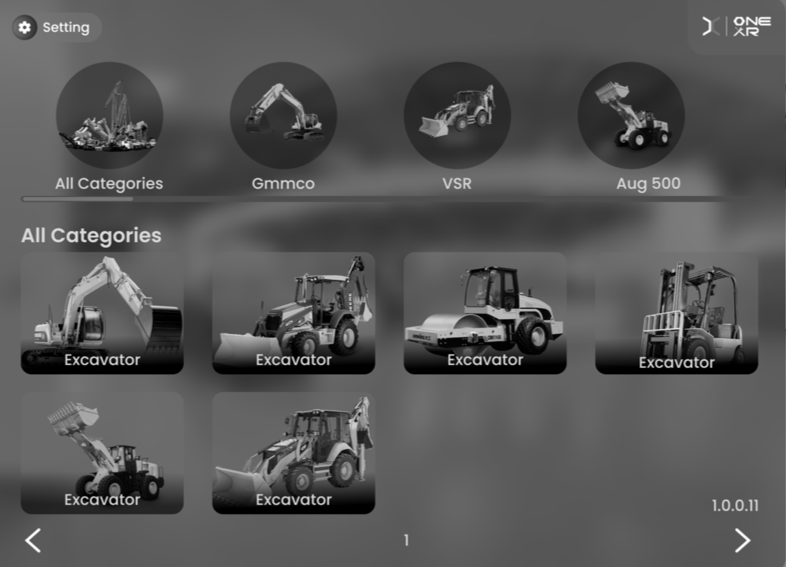 Setting
ONE
XR
All Categories
Gmmco
VSR
Aug 500
All Categories
Excavator
Excavator
Excavator
Excavator
Excavator
Excavator
1.0.0.11
1